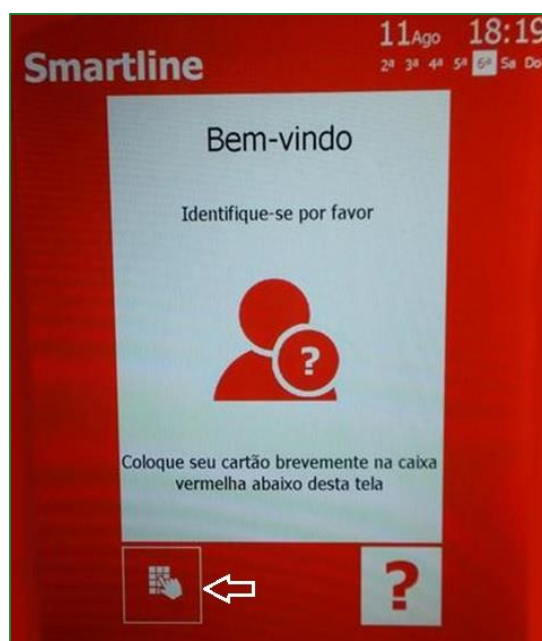 11Ago 18:19
Smartline
2ª 3ª 4ª 5ª 6ª Sa Do
Bem-vindo
Identifique-se por favor
?
Coloque seu cartão brevemente na caixa
vermelha abaixo desta tela
?